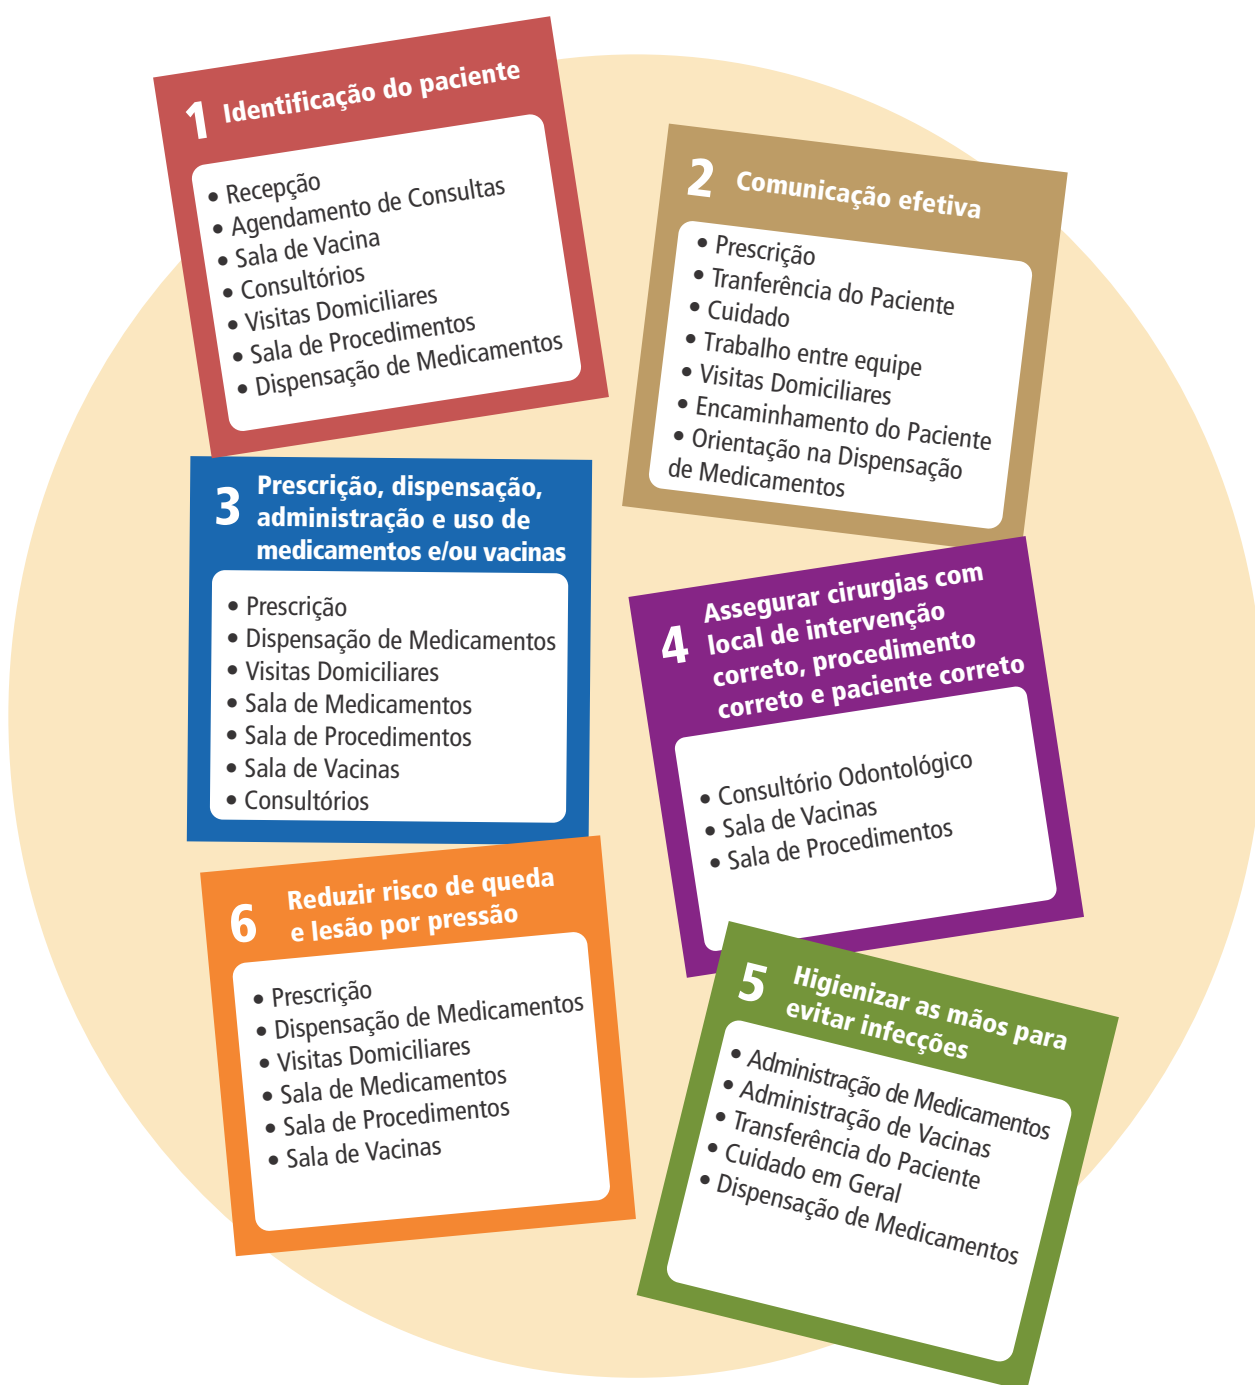 1 Identificação do paciente
• Recepção
• Agendamento de Consultas
• Sala de Vacina
• Consultórios
• Visitas Domiciliares
• Sala de Procedimentos
• Dispensação de Medicamentos
2 Comunicação efetiva
• Prescrição
• Tranferência do Paciente
• Cuidado
• Trabalho entre equipe
• Visitas Domiciliares
• Encaminhamento do Paciente
• Orientação na Dispensação
de Medicamentos
3 Prescrição, dispensação,
administração e uso de
medicamentos e/ou vacinas
• Prescrição
• Dispensação de Medicamentos
• Visitas Domiciliares
• Sala de Medicamentos
• Sala de Procedimentos
• Sala de Vacinas
• Consultórios
4 Assegurar cirurgias com
local de intervenção
correto, procedimento
correto e paciente correto
• Consultório Odontológico
• Sala de Vacinas
• Sala de Procedimentos
5 Higienizar as mãos para
evitar infecções
• Administração de Medicamentos
• Administração de Vacinas
• Transferência do Paciente
• Cuidado em Geral
• Dispensação de Medicamentos
6 Reduzir risco de queda
e lesão por pressão
• Prescrição
• Dispensação de Medicamentos
• Visitas Domiciliares
• Sala de Medicamentos
• Sala de Procedimentos
• Sala de Vacinas